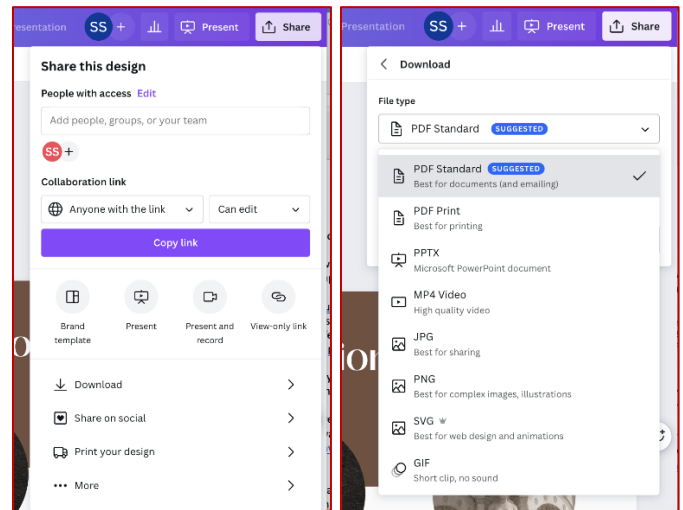 resentation SS + Present Share
Share this design
People with access Edit
Add people, groups, or your team
SS +
Collaboration link
Anyone with the link Can edit
Copy link
Brand template
Present
Present and record
View-only link
Download
Share on social
Print your design
More
Presentation SS + Present Share
Download
File type
PDF Standard SUGGESTED
PDF Standard SUGGESTED
Best for documents (and emailing)
PDF Print
Best for printing
PPTX
Microsoft PowerPoint document
MP4 Video
High quality video
JPG
Best for sharing
PNG
Best for complex images, illustrations
SVG
Best for web design and animations
GIF
Short clip, no sound